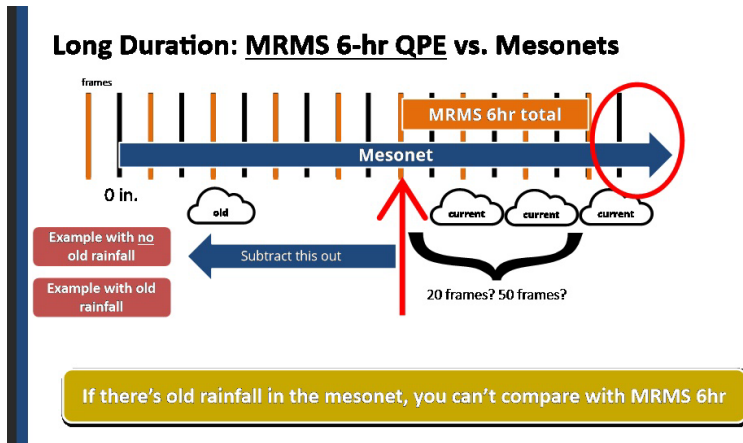 Long Duration: MRMS 6-hr QPE vs. Mesonets
frames
MRMS 6hr total
Mesonet
0 in.
old
current
current
current
Example with no
old rainfall
Subtract this out
Example with old
rainfall
20 frames? 50 frames?
If there's old rainfall in the mesonet, you can't compare with MRMS 6hr